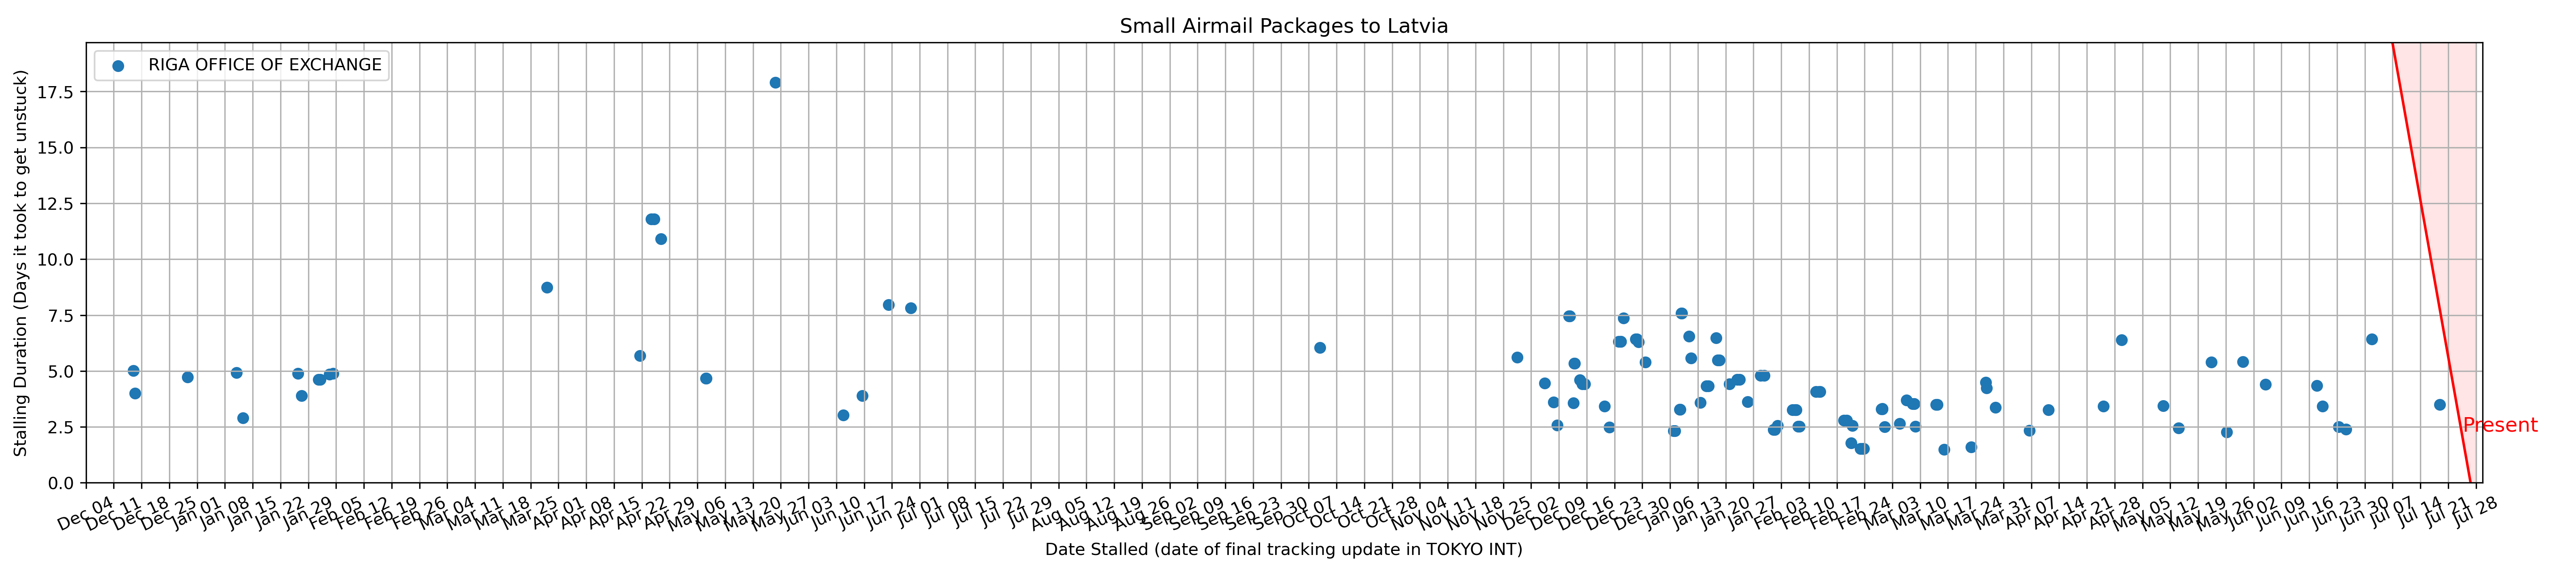 Small Airmail Packages to Latvia
RIGA OFFICE OF EXCHANGE
Stalling Duration (Days it took to get unstuck)
17.5
15.0
12.5
10.0
7.5
5.0
2.5
0.0
Present
Dec 04
Dec 11
Dec 18
Dec 25
Jan 01
Jan 08
Jan 15
Jan 22
Jan 29
Feb 05
Feb 12
Feb 19
Feb 26
Mar 04
Mar 11
Mar 18
Mar 25
Apr 01
Apr 08
Apr 15
Apr 22
Apr 29
May 06
May 13
May 20
May 27
Jun 03
Jun 10
Jun 17
Jun 24
Jul 01
Jul 08
Jul 15
Jul 22
Jul 29
Aug 05
Aug 12
Aug 19
Aug 26
Sep 02
Sep 09
Sep 16
Sep 23
Sep 30
Oct 07
Oct 14
Oct 21
Oct 28
Nov 04
Nov 11
Nov 18
Nov 25
Dec 02
Dec 09
Dec 16
Dec 23
Dec 30
Jan 06
Jan 13
Jan 20
Jan 27
Feb 03
Feb 10
Feb 17
Feb 24
Mar 03
Mar 10
Mar 17
Mar 24
Mar 31
Apr 07
Apr 14
Apr 21
Apr 28
May 05
May 12
May 19
May 26
Jun 02
Jun 09
Jun 16
Jun 23
Jun 30
Jul 07
Jul 14
Jul 21
Jul 28
Date Stalled (date of final tracking update in TOKYO INT)